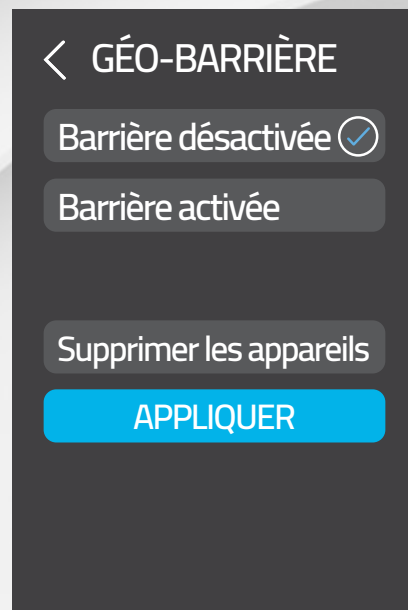 GÉO-BARRIÈRE
Barrière désactivée
Barrière activée
Supprimer les appareils
APPLIQUER